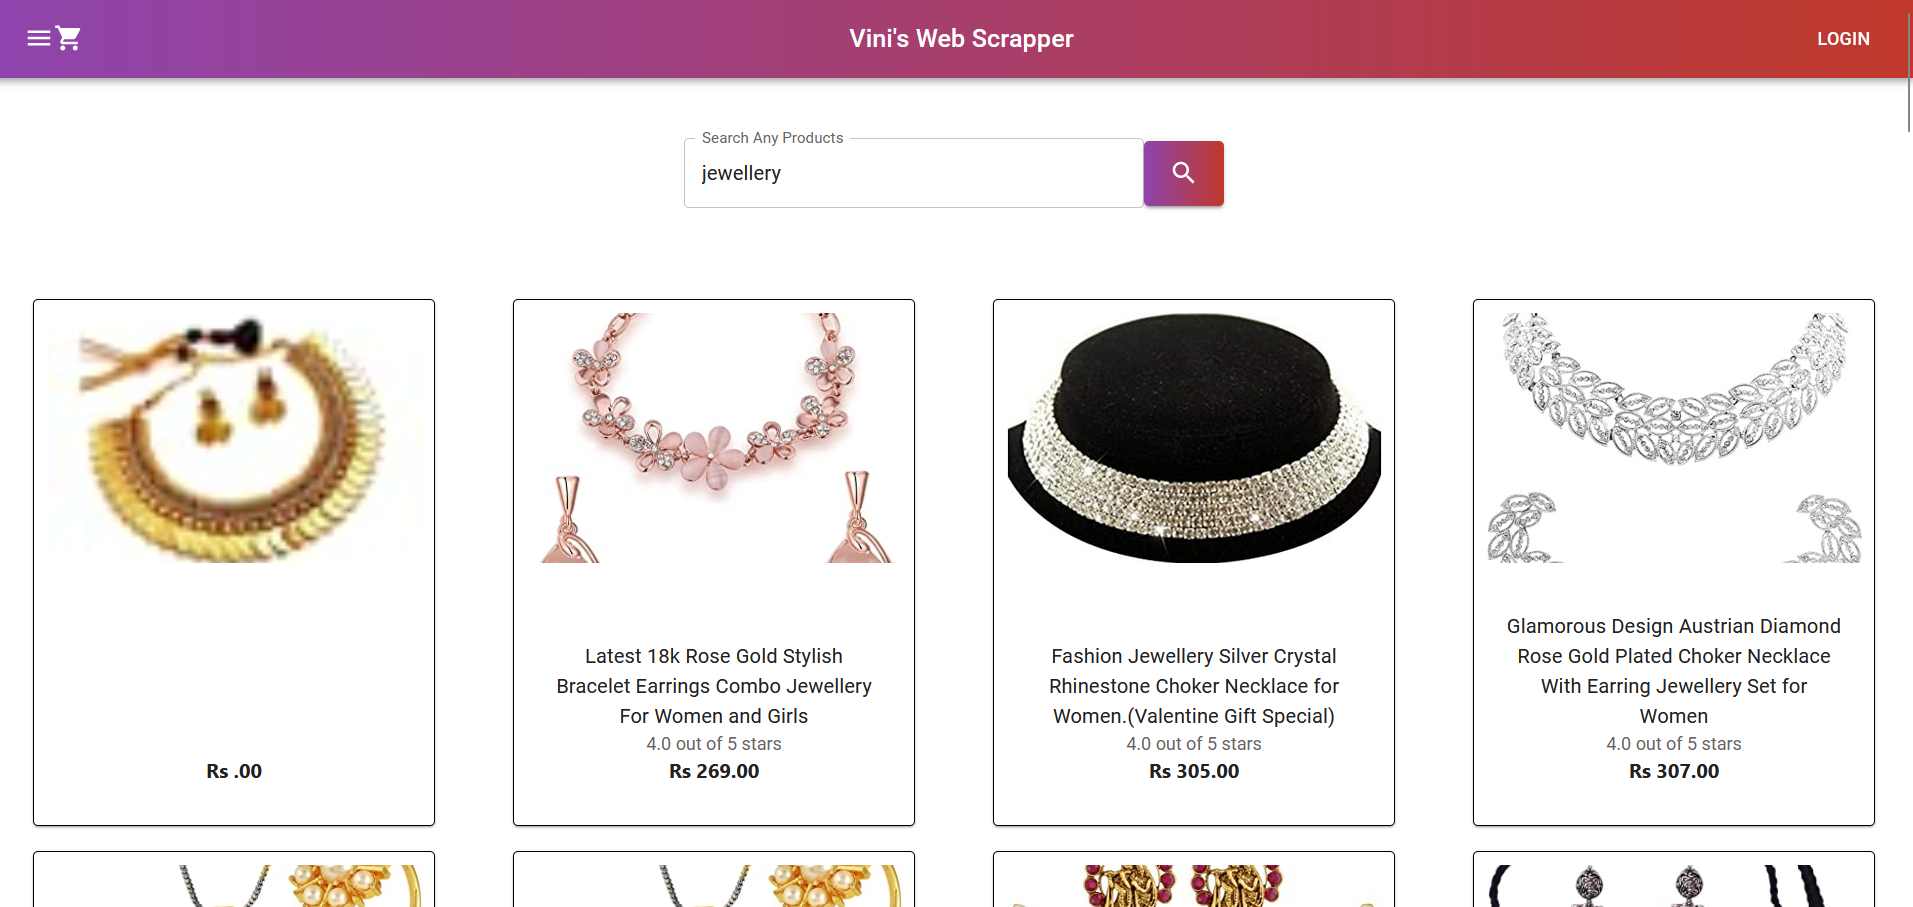 Vini's Web Scrapper
LOGIN
Search Any Products
jewellery
Rs .00
Latest 18k Rose Gold Stylish
Bracelet Earrings Combo Jewellery
For Women and Girls
4.0 out of 5 stars
Rs 269.00
Fashion Jewellery Silver Crystal
Rhinestone Choker Necklace for
Women.(Valentine Gift Special)
4.0 out of 5 stars
Rs 305.00
Glamorous Design Austrian Diamond
Rose Gold Plated Choker Necklace
With Earring Jewellery Set for
Women
4.0 out of 5 stars
Rs 307.00